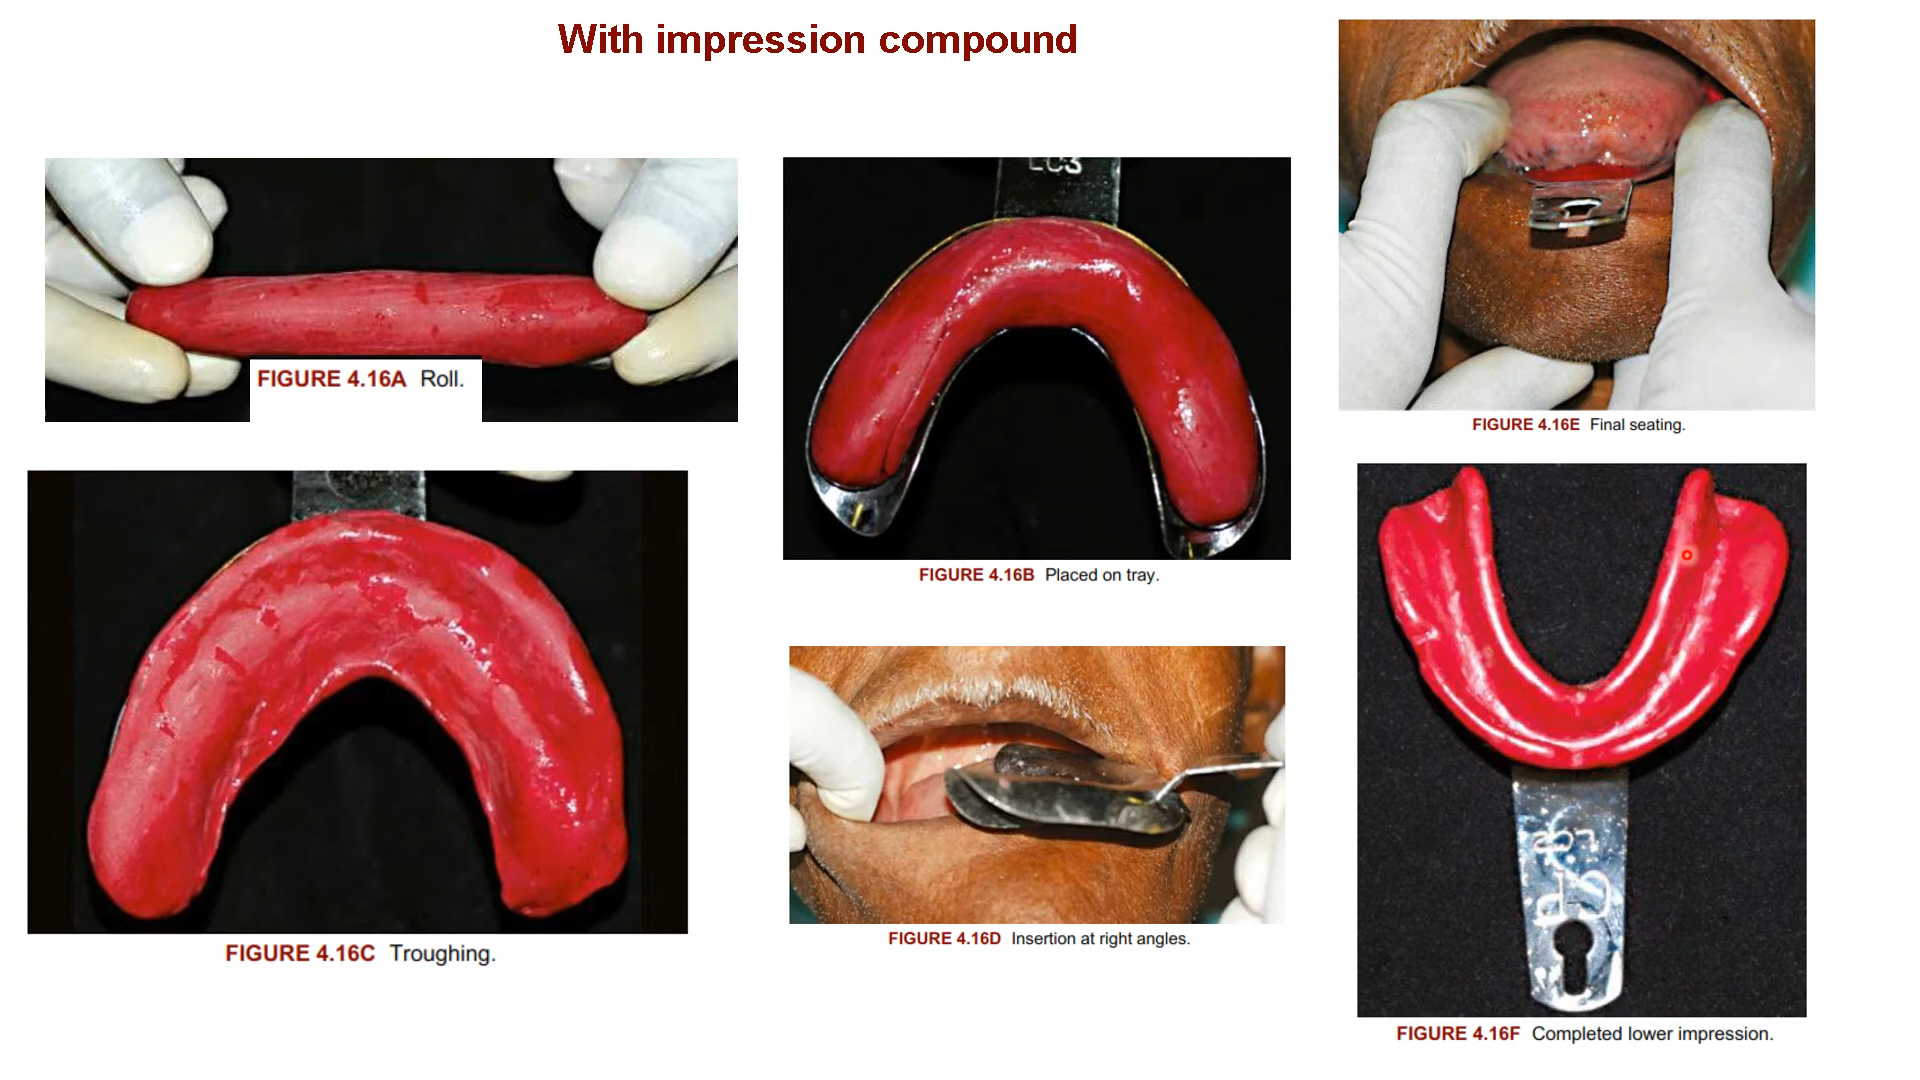 With impression compound
FIGURE 4.16A Roll.
EC3
FIGURE 4.16B Placed on tray.
FIGURE 4.16E Final seating.
FIGURE 4.16C Troughing.
FIGURE 4.16D Insertion at right angles.
FIGURE 4.16F Completed lower impression.